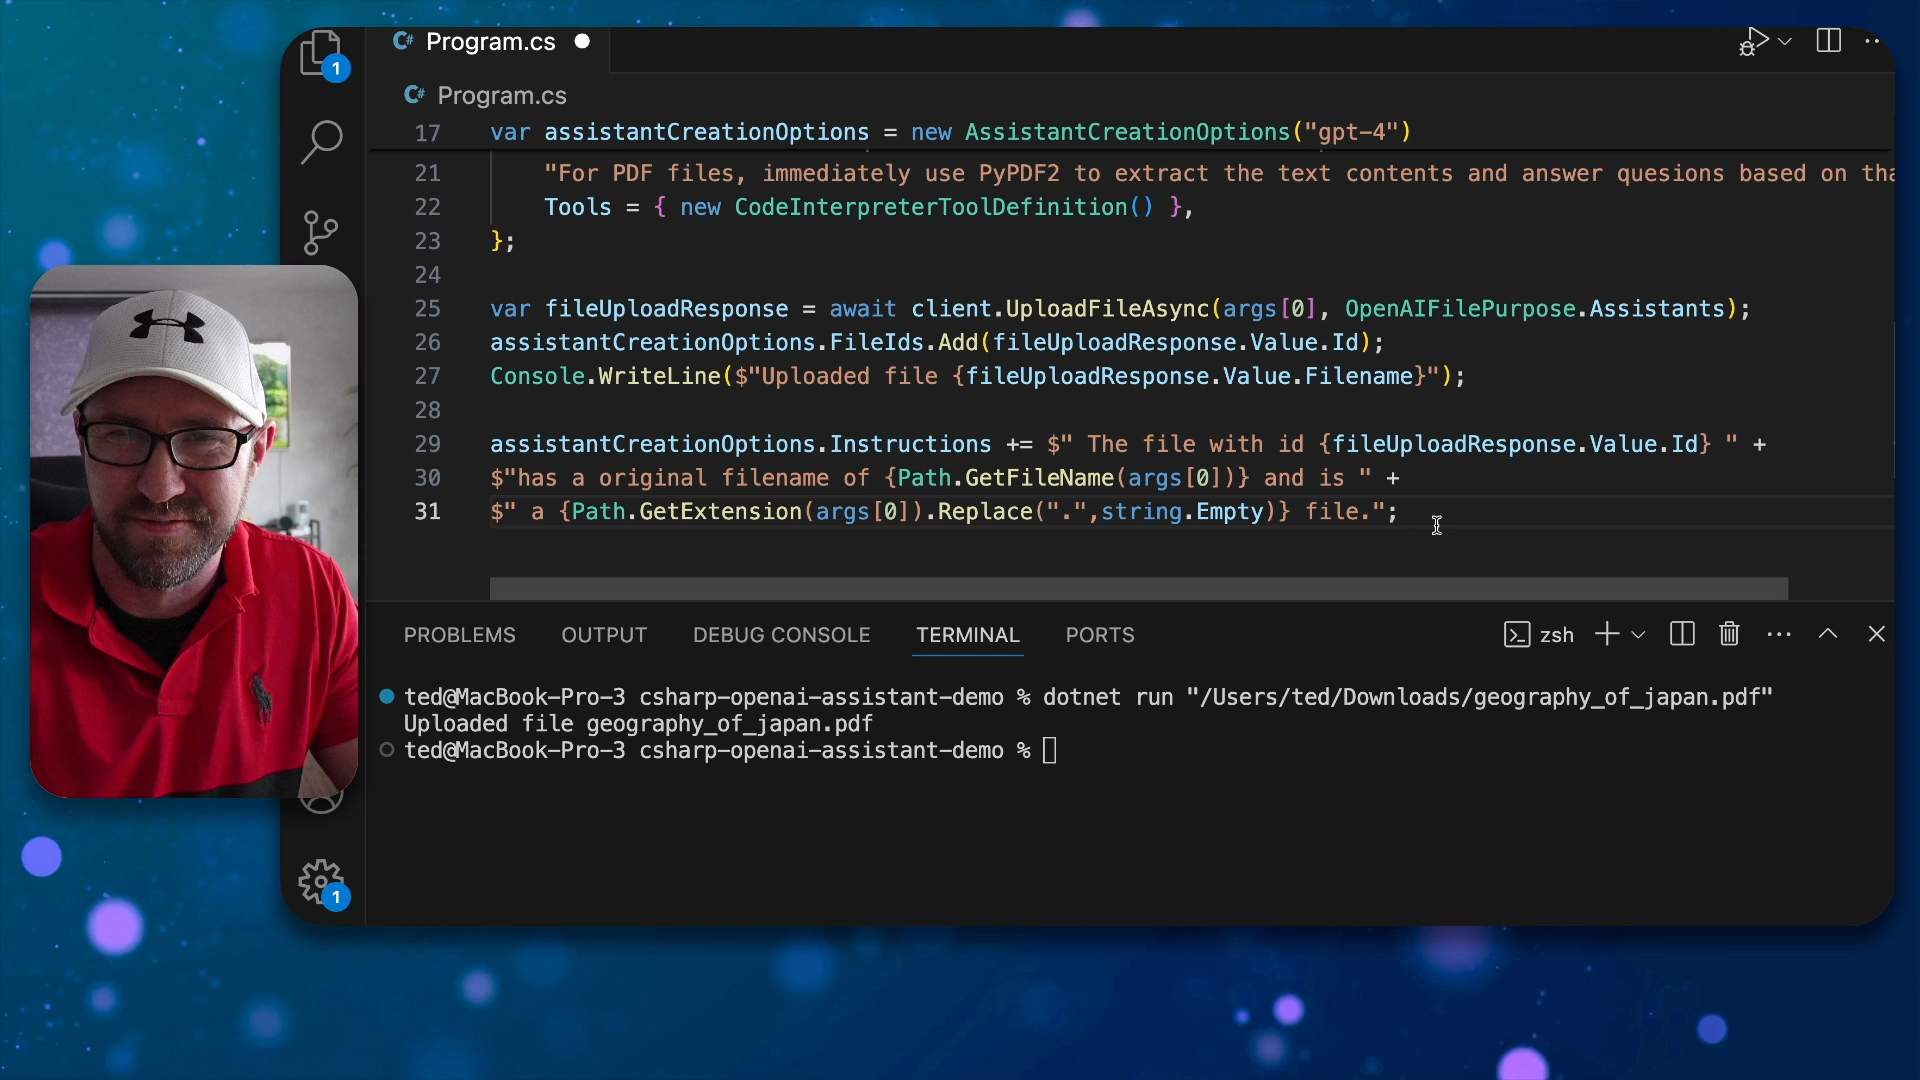 C# Program.cs
C# Program.cs
17 var assistantCreationOptions = new AssistantCreationOptions("gpt-4")
21 "For PDF files, immediately use PyPDF2 to extract the text contents and answer quesions based on tha
22 Tools = { new CodeInterpreterToolDefinition() },
23 };
24
25 var fileUploadResponse = await client.UploadFileAsync(args[0], OpenAIFilePurpose.Assistants);
26 assistantCreationOptions.FileIds.Add(fileUploadResponse.Value.Id);
27 Console.WriteLine($"Uploaded file {fileUploadResponse.Value.Filename}");
28
29 assistantCreationOptions.Instructions += $" The file with id {fileUploadResponse.Value.Id} " +
30 $"has a original filename of {Path.GetFileName(args[0])} and is " +
31 $" a {Path.GetExtension(args[0]).Replace(".",string.Empty)} file.";
PROBLEMS OUTPUT DEBUG CONSOLE TERMINAL PORTS zsh
ted@MacBook-Pro-3 csharp-openai-assistant-demo % dotnet run "/Users/ted/Downloads/geography_of_japan.pdf"
Uploaded file geography_of_japan.pdf
ted@MacBook-Pro-3 csharp-openai-assistant-demo %
1
1